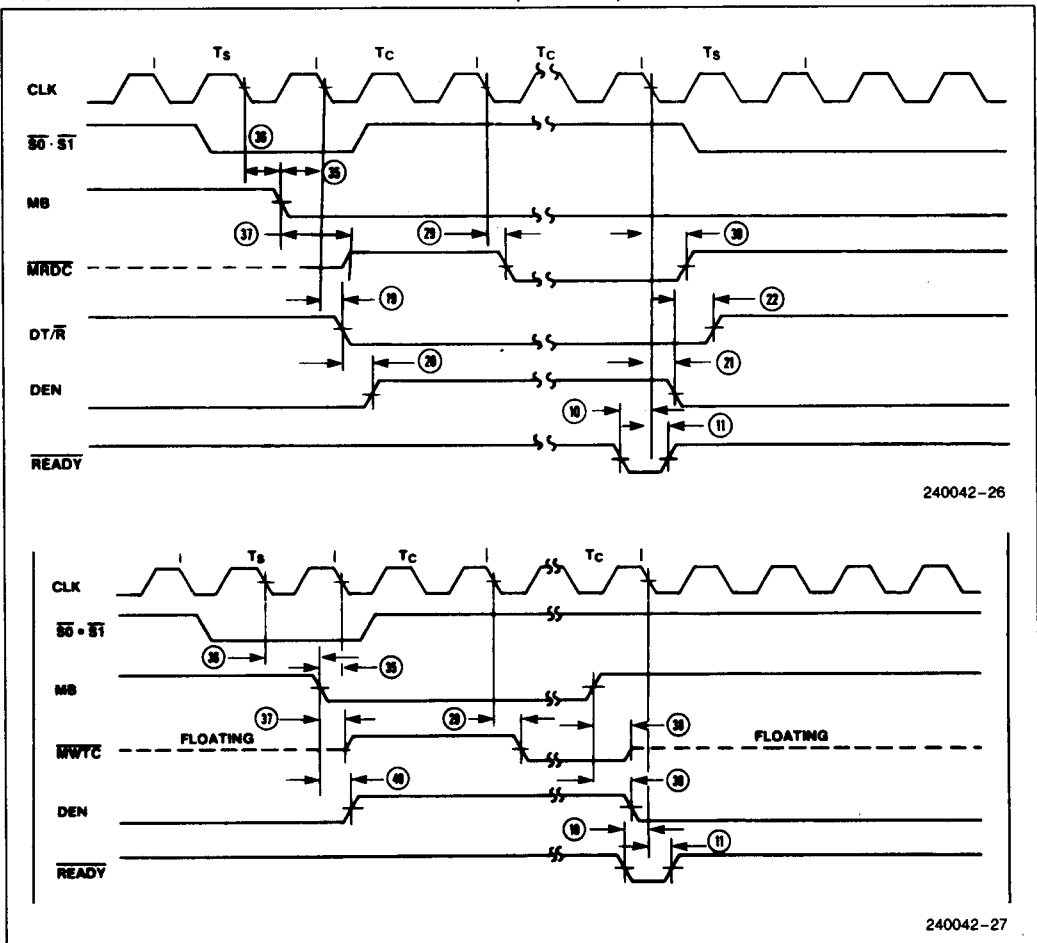 Ts Tc Tc Ts
CLK
S0 · S1
36
35
MB
37 29 30
MRDC
19 22
DT/R
20 21
DEN
10 11
READY
240042-26
Ts Tc Tc
CLK
S0 • S1
36 35
MB
37 29 38
MWTC FLOATING FLOATING
40 39
DEN
10 11
READY
240042-27